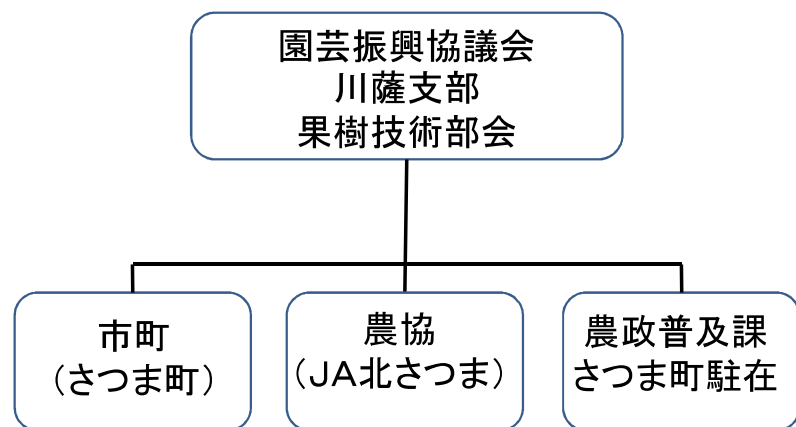 園芸振興協議会
川薩支部
果樹技術部会
市町
（さつま町）
農協
（JA北さつま）
農政普及課
さつま町駐在